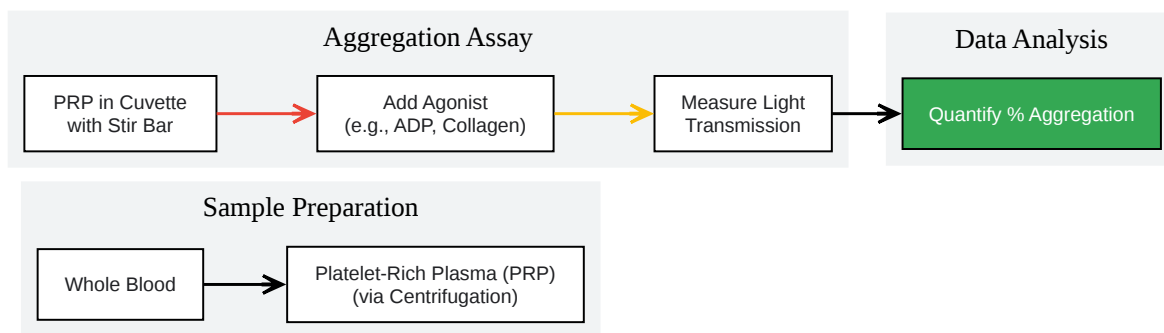 Aggregation Assay
PRP in Cuvette
with Stir Bar
Add Agonist
(e.g., ADP, Collagen)
Measure Light
Transmission
Data Analysis
Quantify % Aggregation
Sample Preparation
Whole Blood
Platelet-Rich Plasma (PRP)
(via Centrifugation)